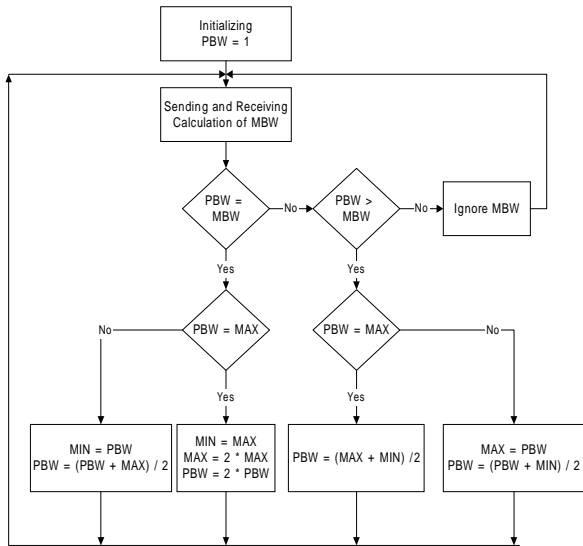 Initializing
PBW = 1
Sending and Receiving
Calculation of MBW
PBW =
MBW
No
PBW >
MBW
No
Ignore MBW
Yes
Yes
No
PBW = MAX
PBW = MAX
No
Yes
Yes
MIN = PBW
PBW = (PBW + MAX) / 2
MIN = MAX
MAX = 2 * MAX
PBW = 2 * PBW
PBW = (MAX + MIN) /2
MAX = PBW
PBW = (PBW + MIN) / 2